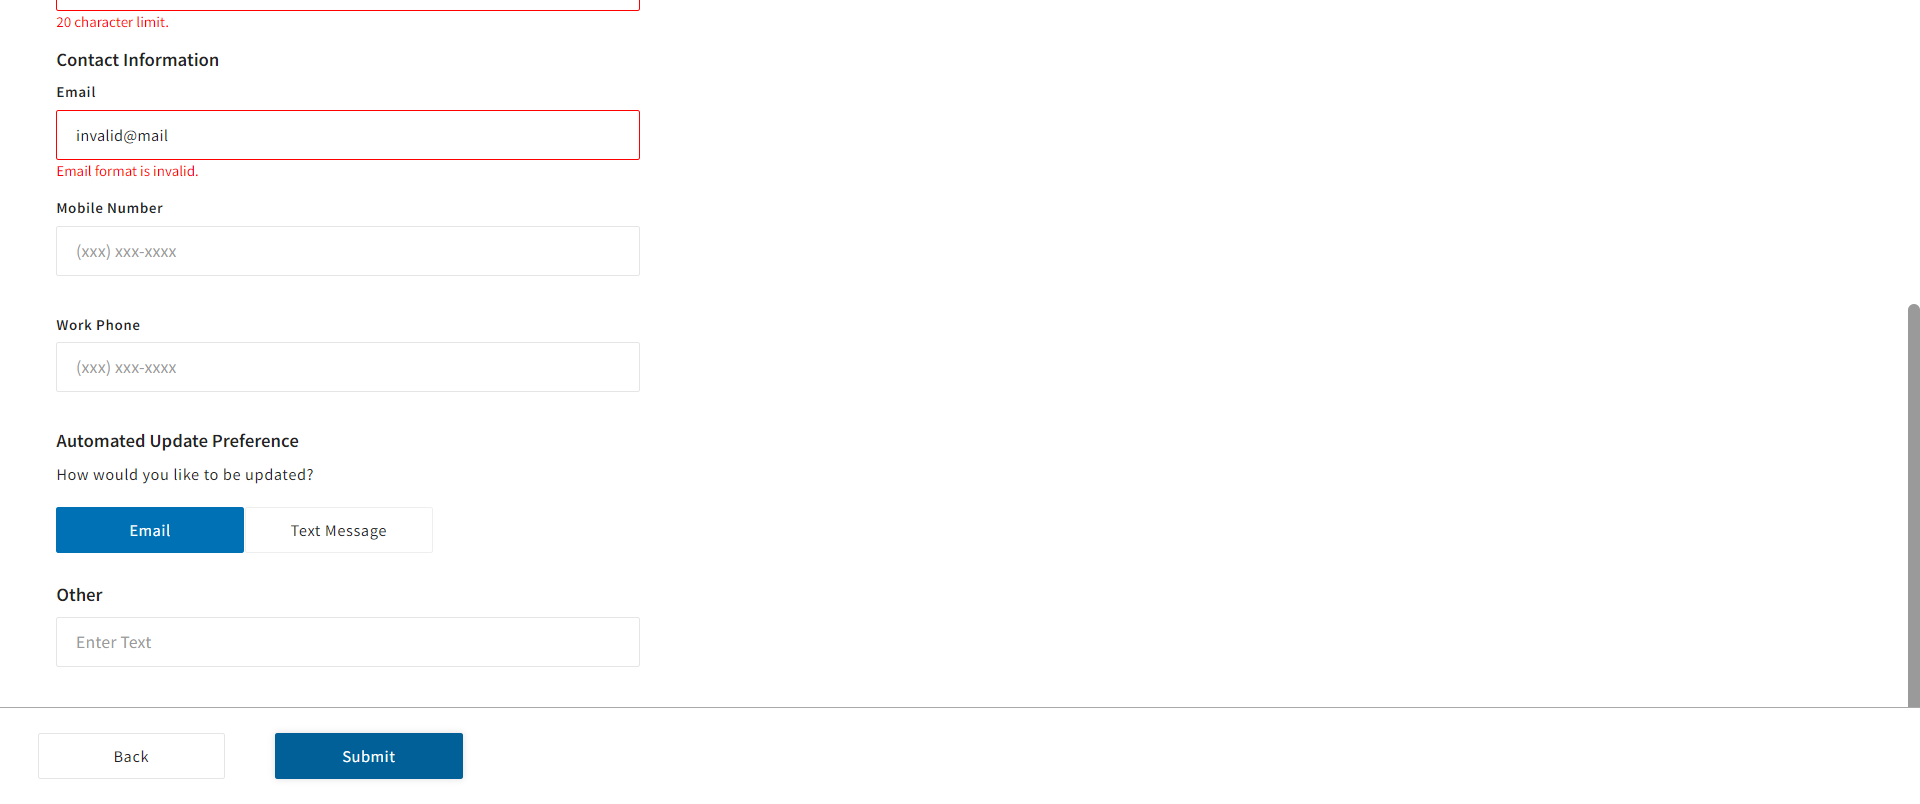 20 character limit.
Contact Information
Email
invalid@mail
Email format is invalid.
Mobile Number
(xxx) xxx-xxxx
Work Phone
(xxx) xxx-xxxx
Automated Update Preference
How would you like to be updated?
Email Text Message
Other
Enter Text
Back Submit